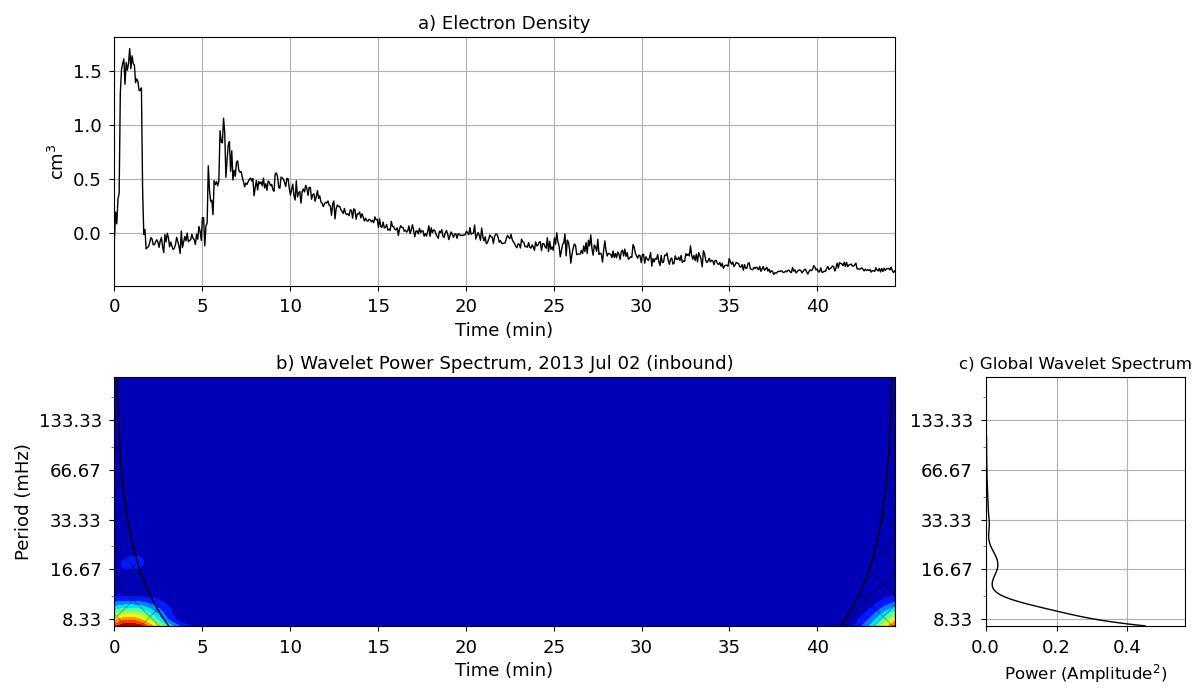 a) Electron Density
cm³
1.5
1.0
0.5
0.0
0 5 10 15 20 25 30 35 40
Time (min)
b) Wavelet Power Spectrum, 2013 Jul 02 (inbound)
Period (mHz)
133.33
66.67
33.33
16.67
8.33
0 5 10 15 20 25 30 35 40
Time (min)
c) Global Wavelet Spectrum
133.33
66.67
33.33
16.67
8.33
0.0 0.2 0.4
Power (Amplitude²)